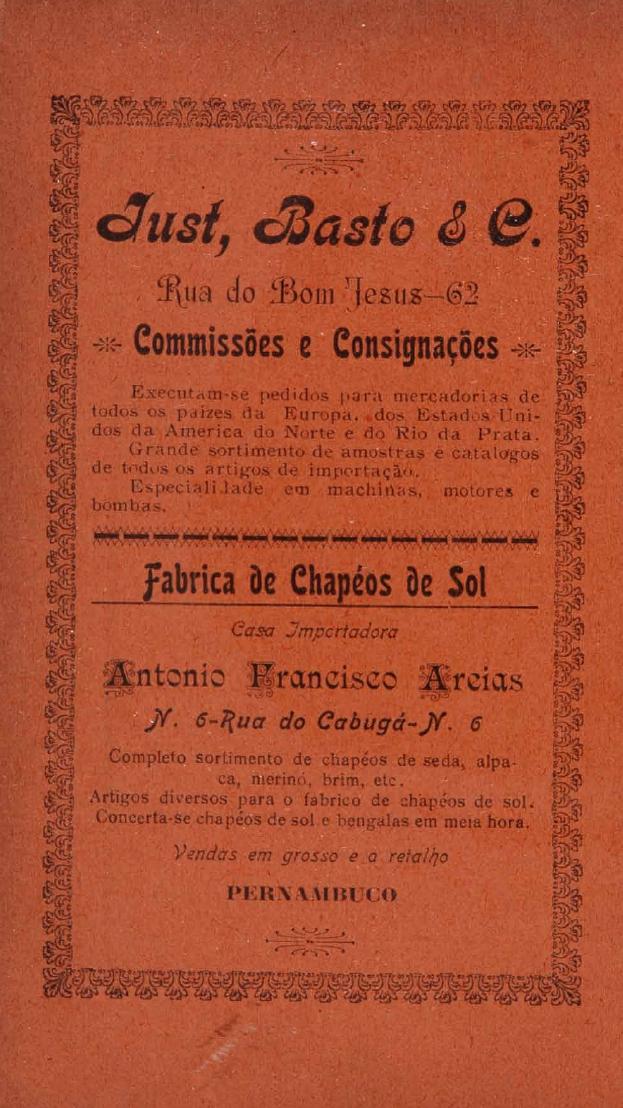 Just, Basto & C.
Rua do Bom Jesus—62
Commissões e Consignações
Executam-se pedidos para mercadorias de
todos os paizes da Europa, dos Estados Uni-
dos da America do Norte e do Rio da Prata.
Grande sortimento de amostras e catalogos
de todos os artigos de importação.
Especialidade em machinas, motores e
bombas.
Fabrica de Chapéos de Sol
Casa Importadora
Antonio Francisco Areias
N. 6-Rua do Cabugá-N. 6
Completo sortimento de chapéos de seda, alpa-
ca, merinó, brim, etc.
Artigos diversos para o fabrico de chapéos de sol.
Concerta-se chapéos de sol e bengalas em meia hora.
Vendas em grosso e a retalho
PERNAMBUCO